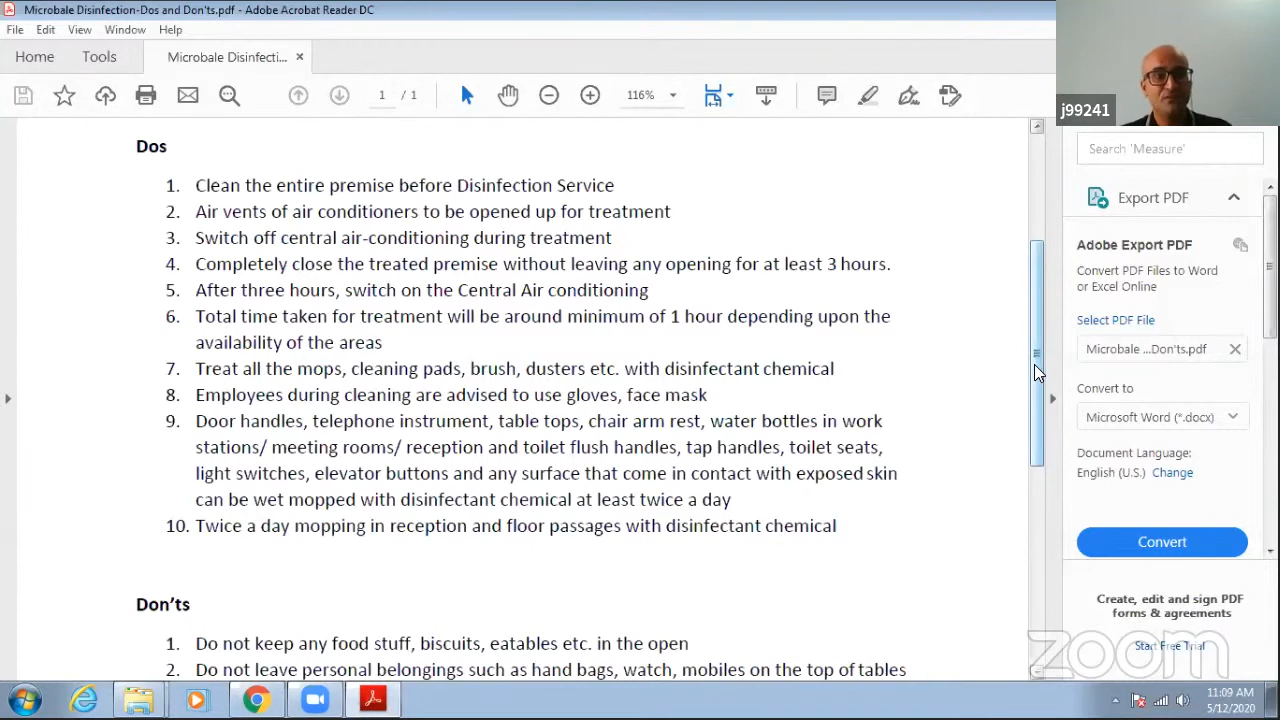 Microbale Disinfection-Dos and Don'ts.pdf - Adobe Acrobat Reader DC
File Edit View Window Help
Home Tools Microbale Disinfecti... ×
1 / 1 116%
j99241
Dos
1. Clean the entire premise before Disinfection Service
2. Air vents of air conditioners to be opened up for treatment
3. Switch off central air-conditioning during treatment
4. Completely close the treated premise without leaving any opening for at least 3 hours.
5. After three hours, switch on the Central Air conditioning
6. Total time taken for treatment will be around minimum of 1 hour depending upon the
availability of the areas
7. Treat all the mops, cleaning pads, brush, dusters etc. with disinfectant chemical
8. Employees during cleaning are advised to use gloves, face mask
9. Door handles, telephone instrument, table tops, chair arm rest, water bottles in work
stations/ meeting rooms/ reception and toilet flush handles, tap handles, toilet seats,
light switches, elevator buttons and any surface that come in contact with exposed skin
can be wet mopped with disinfectant chemical at least twice a day
10. Twice a day mopping in reception and floor passages with disinfectant chemical
Don'ts
1. Do not keep any food stuff, biscuits, eatables etc. in the open
2. Do not leave personal belongings such as hand bags, watch, mobiles on the top of tables
Search 'Measure'
Export PDF
Adobe Export PDF
Convert PDF Files to Word
or Excel Online
Select PDF File
Microbale ...Don'ts.pdf
Convert to
Microsoft Word (*.docx)
Document Language:
English (U.S.) Change
Convert
Create, edit and sign PDF
forms & agreements
Start Free Trial
zoom
11:09 AM
5/12/2020